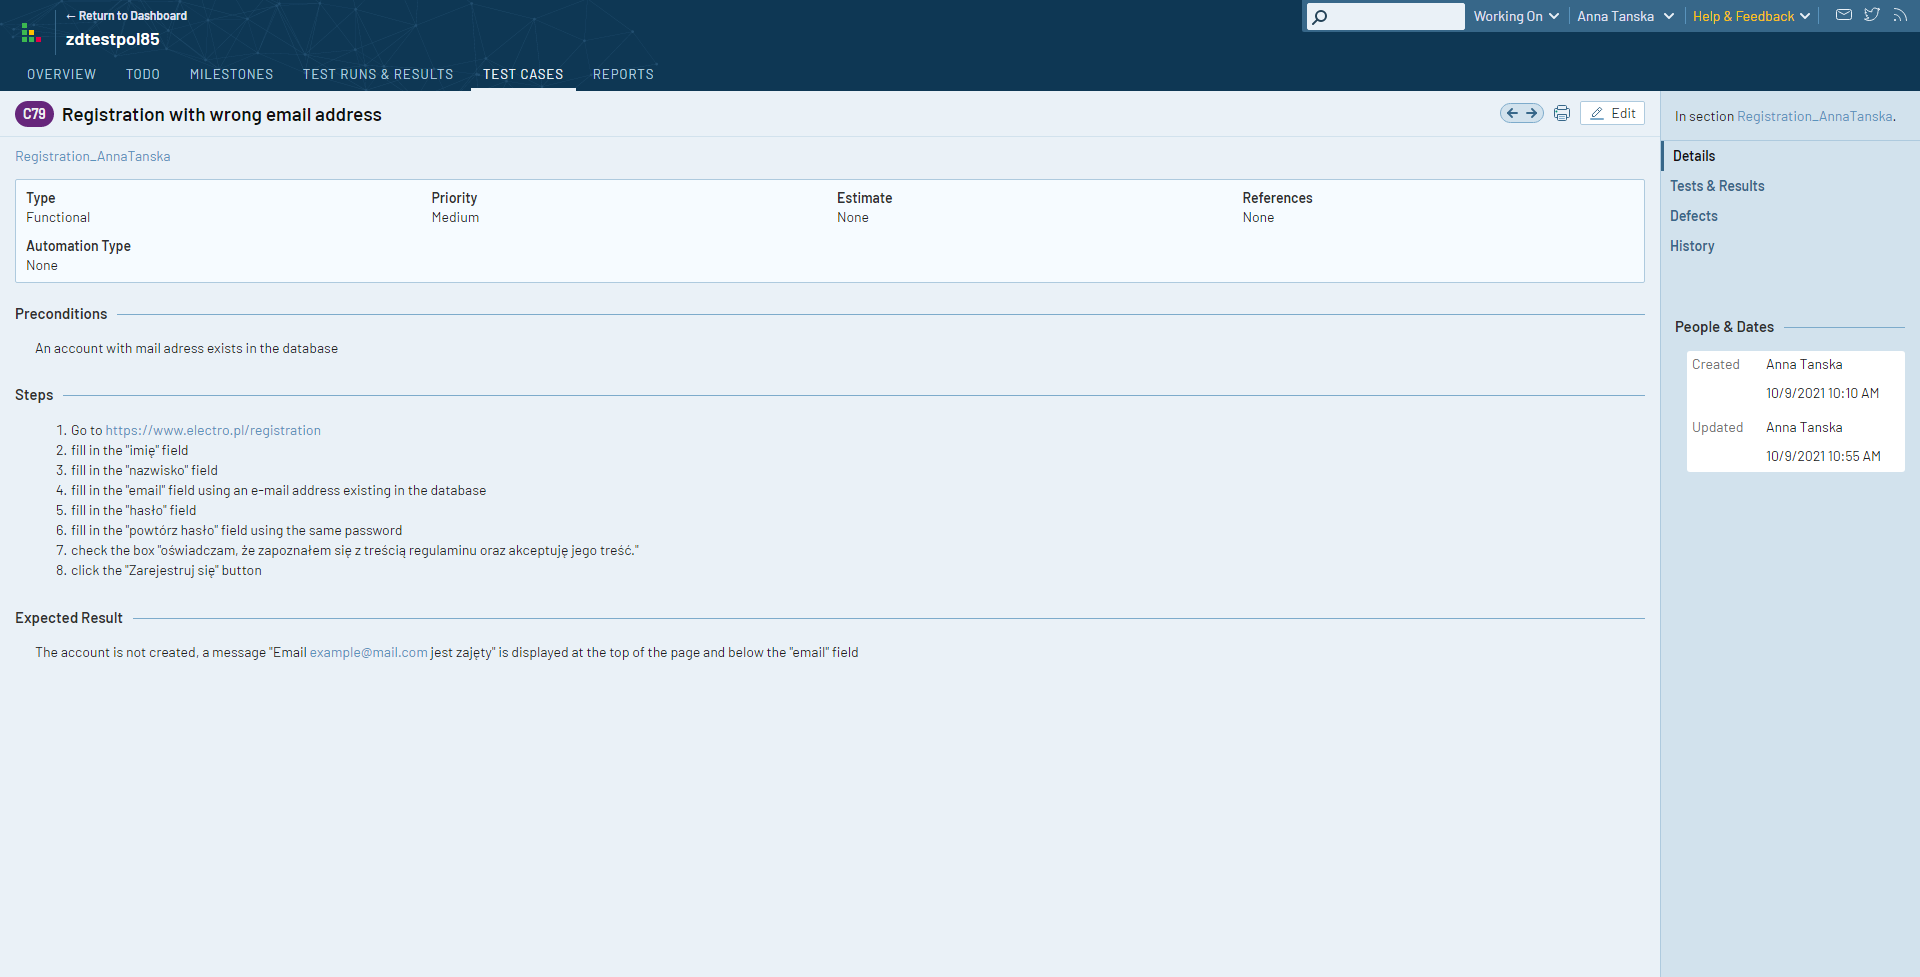 ← Return to Dashboard
zdtestpol85
Working On
Anna Tanska
Help & Feedback
OVERVIEW TODO MILESTONES TEST RUNS & RESULTS TEST CASES REPORTS
C79 Registration with wrong email address
Edit
Registration_AnnaTanska
Type Priority Estimate References
Functional Medium None None
Automation Type
None
Preconditions
An account with mail adress exists in the database
Steps
1. Go to https://www.electro.pl/registration
2. fill in the "imię" field
3. fill in the "nazwisko" field
4. fill in the "email" field using an e-mail address existing in the database
5. fill in the "hasło" field
6. fill in the "powtórz hasło" field using the same password
7. check the box "oświadczam, że zapoznałem się z treścią regulaminu oraz akceptuję jego treść."
8. click the "Zarejestruj się" button
Expected Result
The account is not created, a message "Email example@mail.com jest zajęty" is displayed at the top of the page and below the "email" field
In section Registration_AnnaTanska.
Details
Tests & Results
Defects
History
People & Dates
Created Anna Tanska
10/9/2021 10:10 AM
Updated Anna Tanska
10/9/2021 10:55 AM